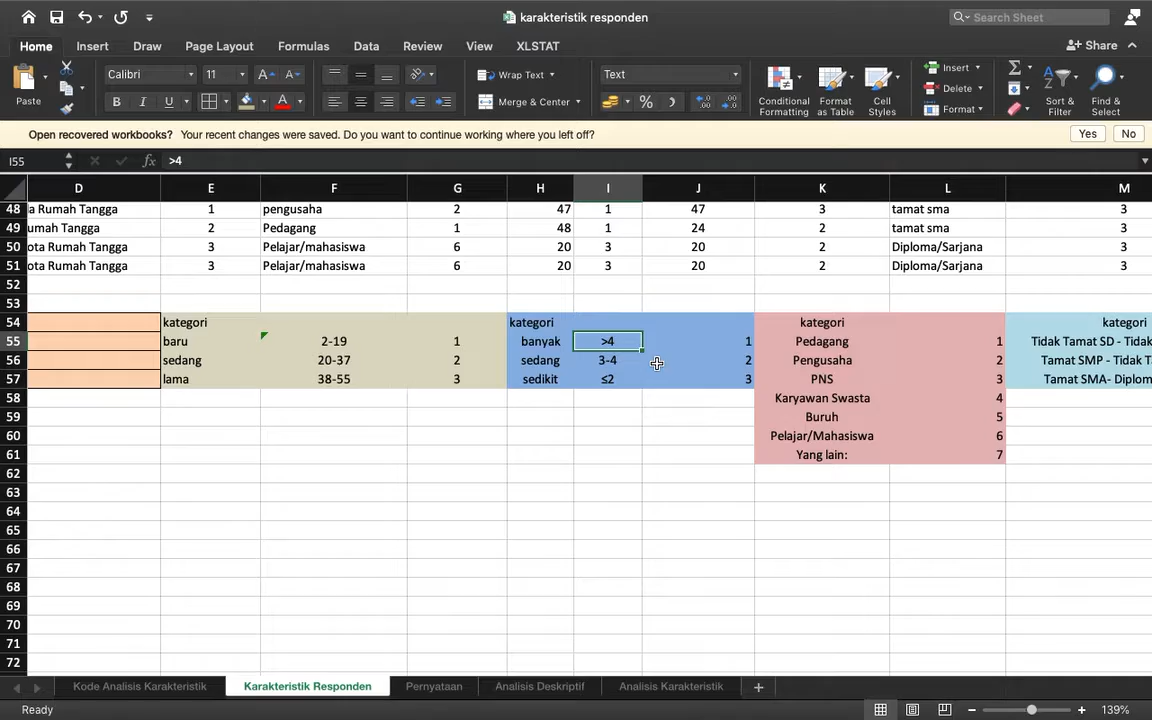 karakteristik responden
Search Sheet
Home Insert Draw Page Layout Formulas Data Review View XLSTAT
Share
Paste
Calibri 11
Wrap Text
Text
Conditional Formatting
Format as Table
Cell Styles
Insert
Delete
Format
Sort & Filter
Find & Select
B I U
Merge & Center
Open recovered workbooks? Your recent changes were saved. Do you want to continue working where you left off? Yes No
I55 fx >4
D E F G H I J K L M
48 a Rumah Tangga 1 pengusaha 2 47 1 47 3 tamat sma 3
49 umah Tangga 2 Pedagang 1 48 1 24 2 tamat sma 3
50 ota Rumah Tangga 3 Pelajar/mahasiswa 6 20 3 20 2 Diploma/Sarjana 3
51 ota Rumah Tangga 3 Pelajar/mahasiswa 6 20 3 20 2 Diploma/Sarjana 3
52
53
54 kategori kategori kategori kategori
55 baru 2-19 1 banyak >4 1 Pedagang 1 Tidak Tamat SD - Tidak
56 sedang 20-37 2 sedang 3-4 2 Pengusaha 2 Tamat SMP - Tidak T
57 lama 38-55 3 sedikit ≤2 3 PNS 3 Tamat SMA- Diplom
58 Karyawan Swasta 4
59 Buruh 5
60 Pelajar/Mahasiswa 6
61 Yang lain: 7
62
63
64
65
66
67
68
69
70
71
72
Kode Analisis Karakteristik Karakteristik Responden Pernyataan Analisis Deskriptif Analisis Karakteristik
Ready 139%